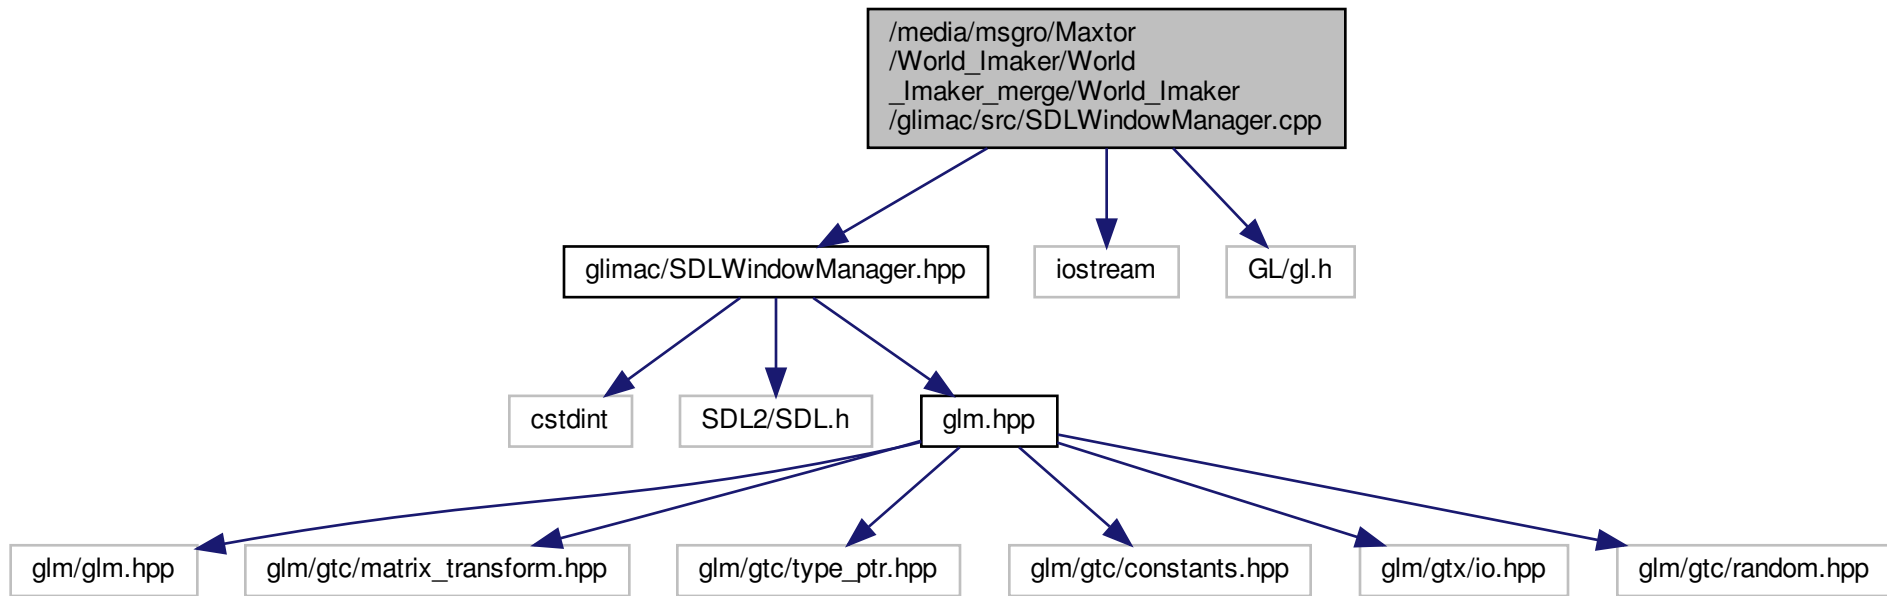 /media/msgro/Maxtor
/World_Imaker/World
_Imaker_merge/World_Imaker
/glimac/src/SDLWindowManager.cpp
glimac/SDLWindowManager.hpp
iostream
GL/gl.h
cstdint
SDL2/SDL.h
glm.hpp
glm/glm.hpp
glm/gtc/matrix_transform.hpp
glm/gtc/type_ptr.hpp
glm/gtc/constants.hpp
glm/gtx/io.hpp
glm/gtc/random.hpp